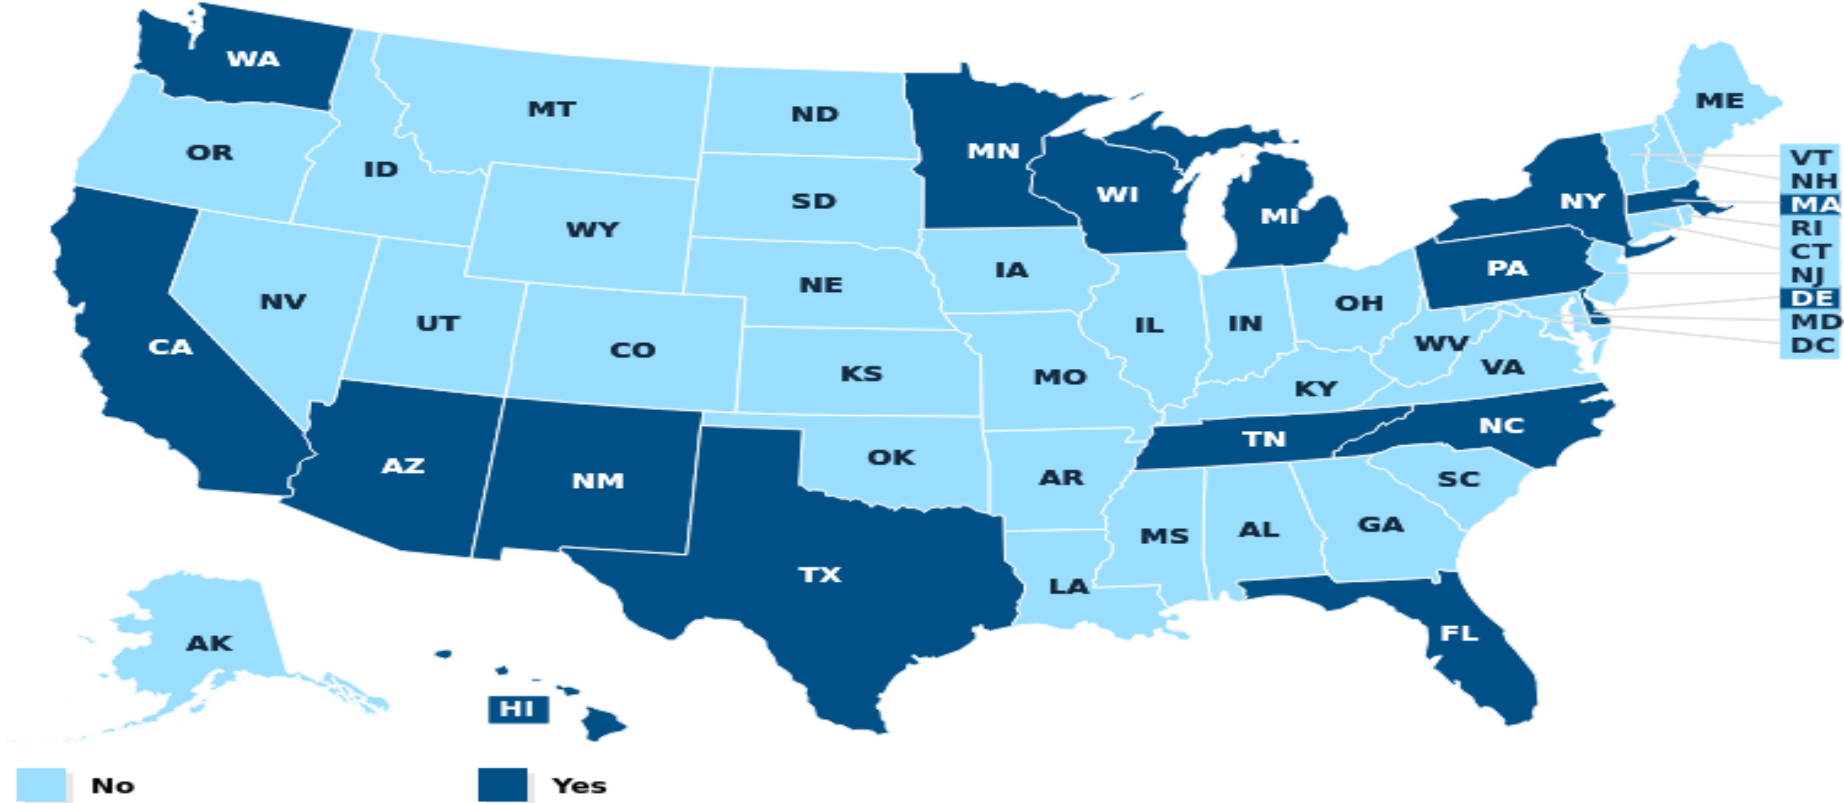 WA
ME
MT
ND
OR
MN
VT
ID
NH
WI
SD
NY
MA
MI
WY
RI
CT
IA
PA
NJ
NE
DE
NV
OH
MD
UT
IL
IN
WV
DC
CA
CO
VA
KS
MO
KY
NC
TN
AZ
OK
NM
AR
SC
GA
AL
MS
TX
LA
FL
AK
HI
No
Yes